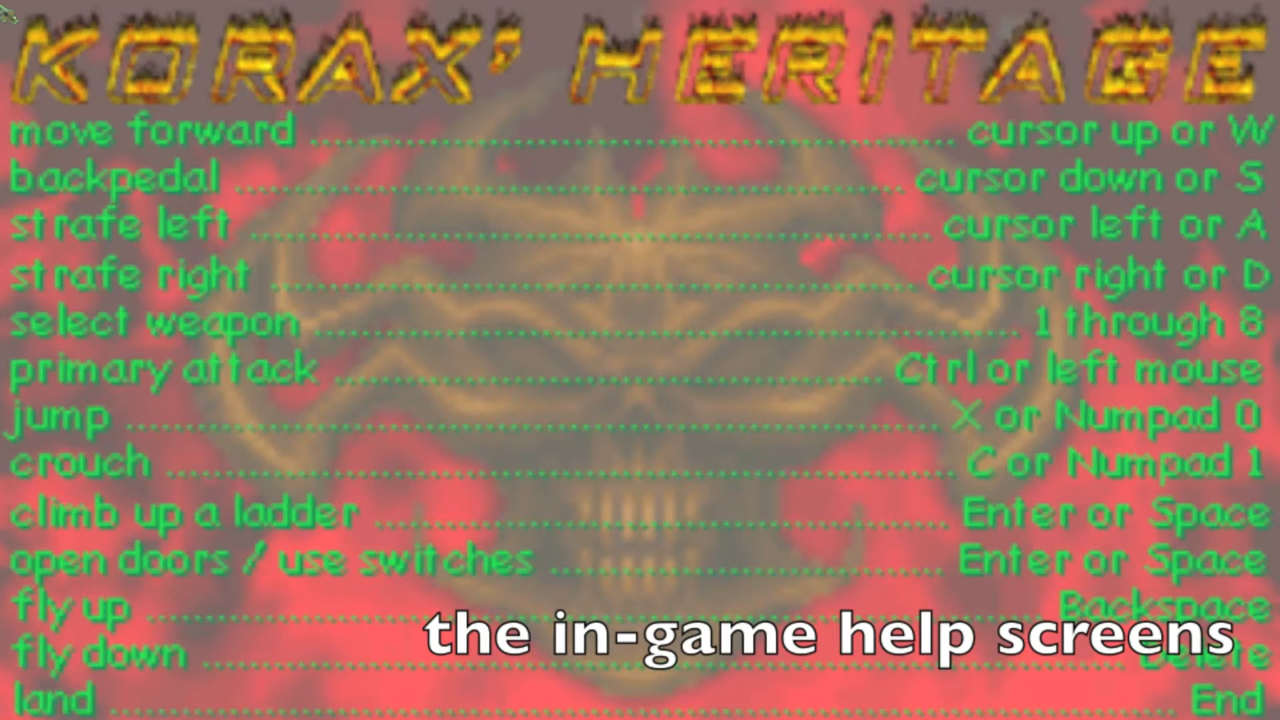 KORAX' HERITAGE
move forward ........................ cursor up or W
backpedal ........................ cursor down or S
strafe left ........................ cursor left or A
strafe right ........................ cursor right or D
select weapon ........................ 1 through 8
primary attack ........................ Ctrl or left mouse
jump ........................ X or Numpad 0
crouch ........................ C or Numpad 1
climb up a ladder ........................ Enter or Space
open doors / use switches ........................ Enter or Space
fly up ........................ Backspace
the in-game help screens
fly down ........................ Delete
land ........................ End